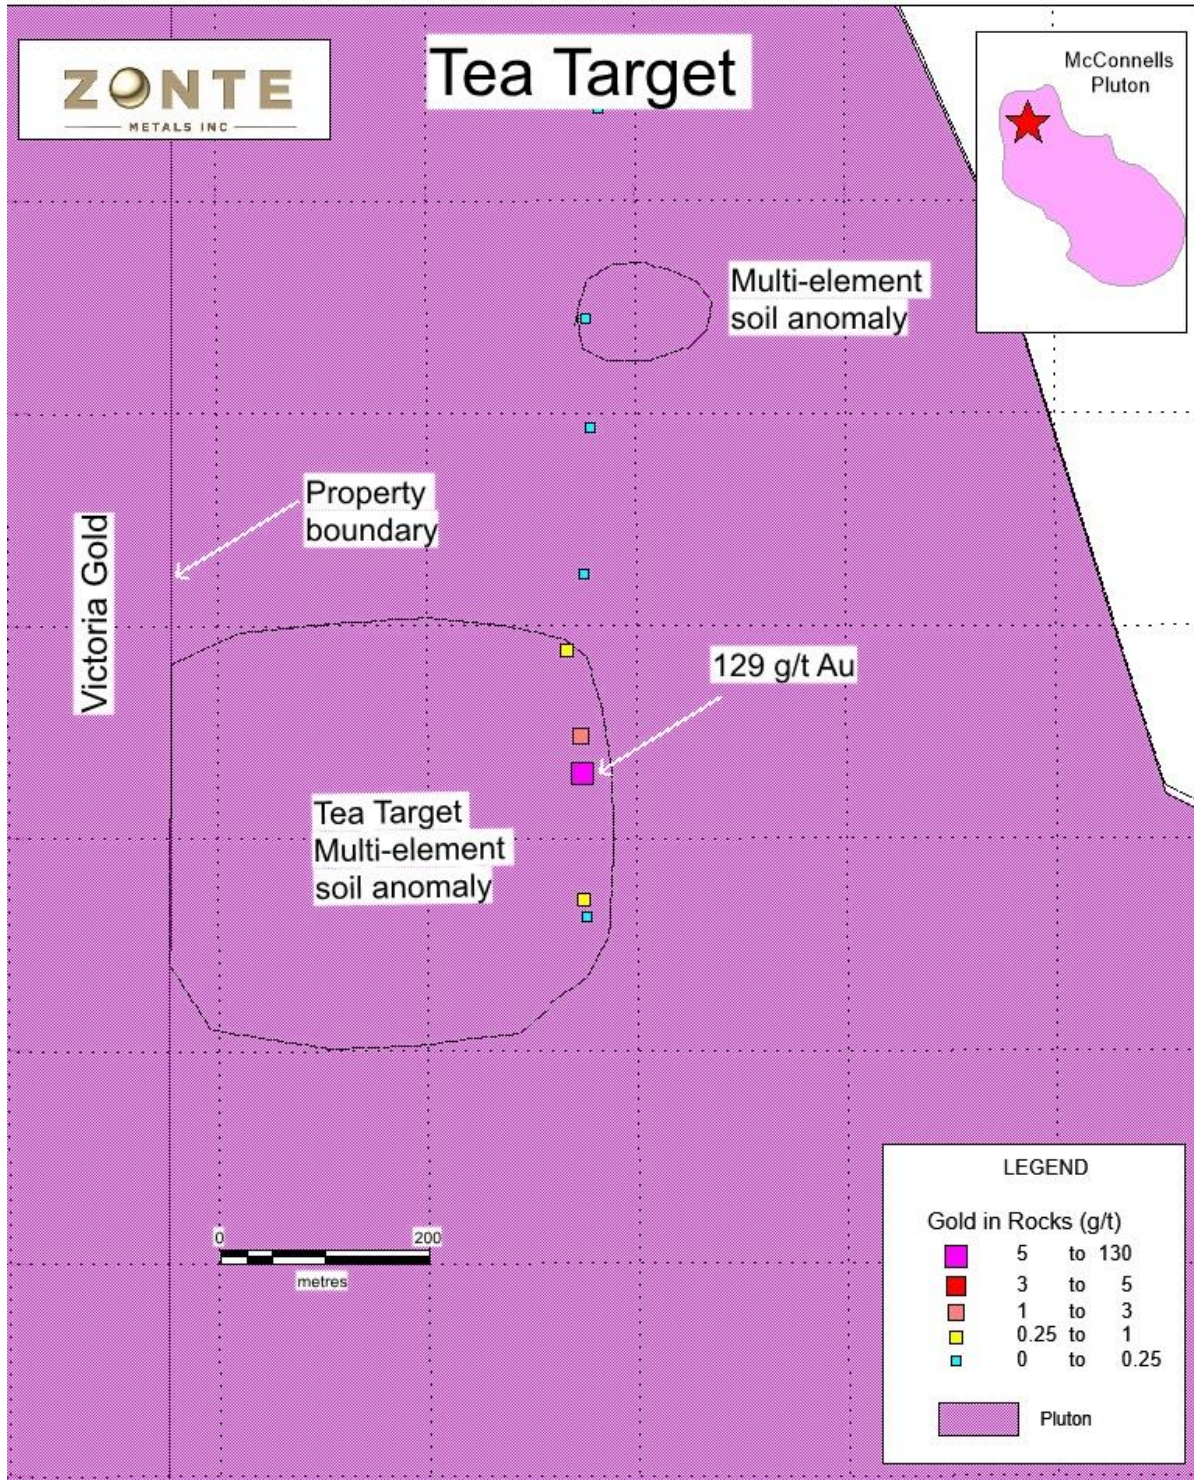 ZONTE
METALS INC
Tea Target
McConnells
Pluton
Multi-element
soil anomaly
Property
boundary
Victoria Gold
129 g/t Au
Tea Target
Multi-element
soil anomaly
0 200
metres
LEGEND
Gold in Rocks (g/t)
5 to 130
3 to 5
1 to 3
0.25 to 1
0 to 0.25
Pluton